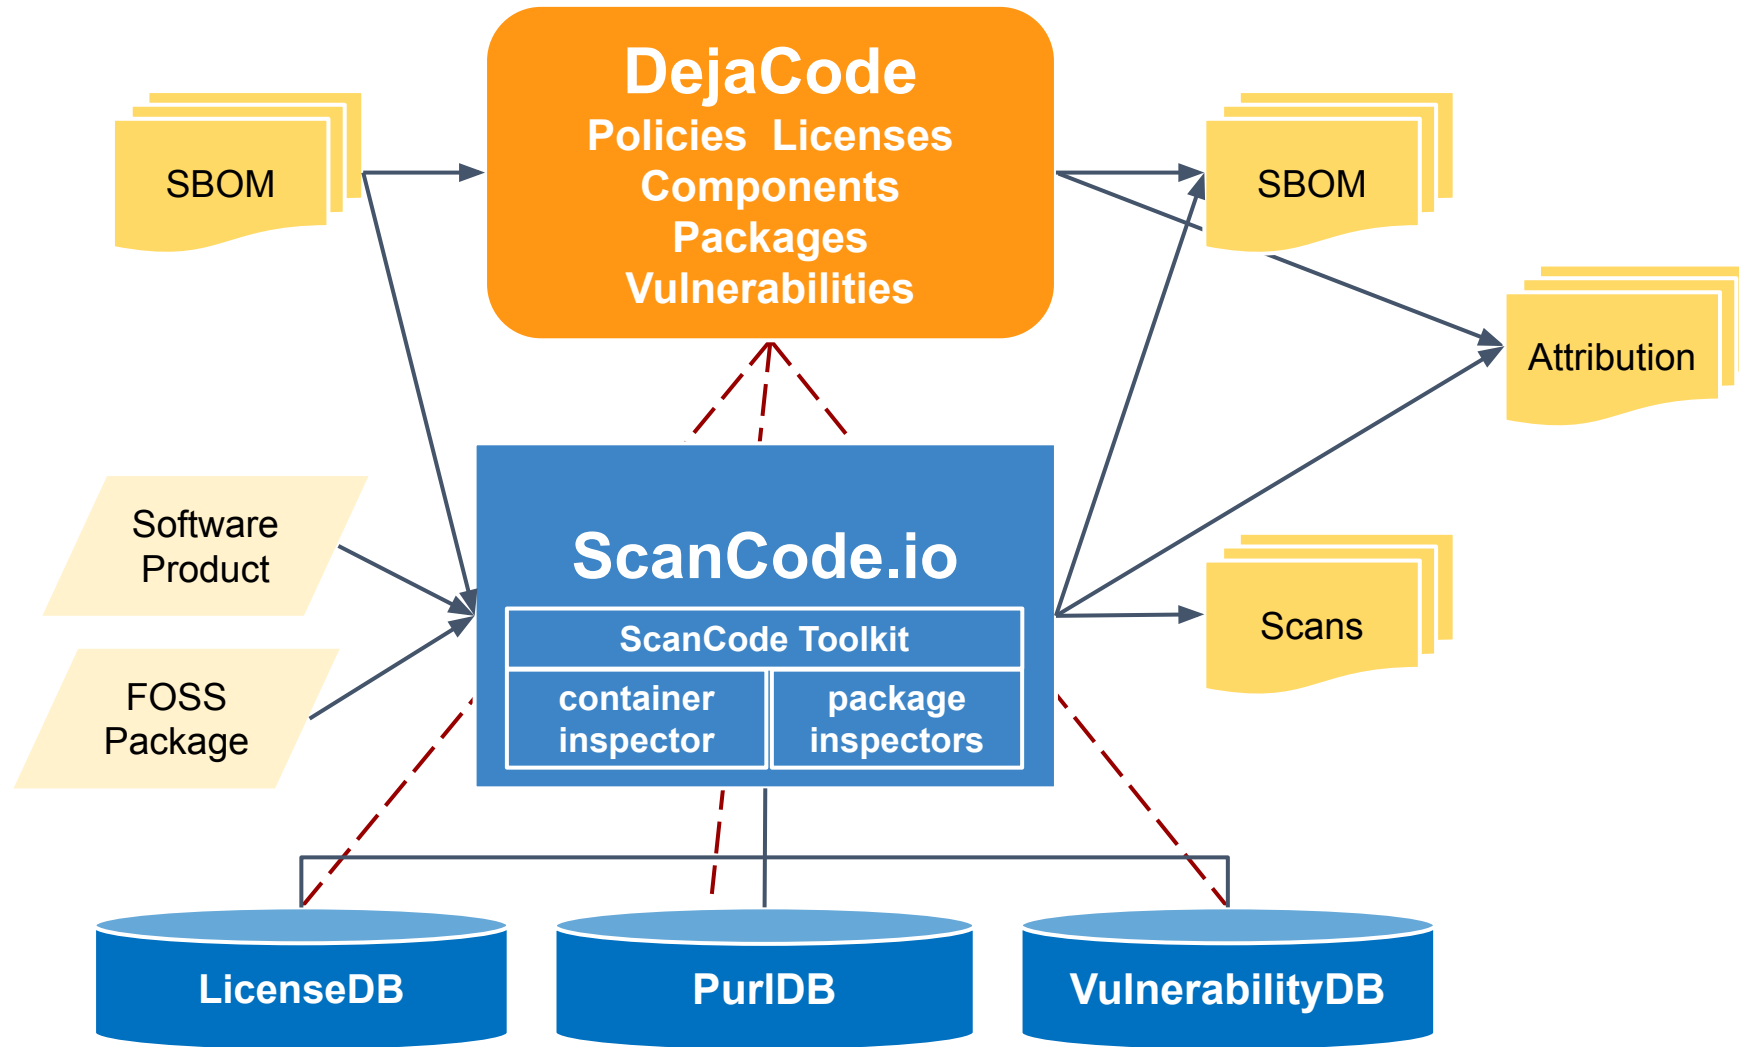 DejaCode
Policies  Licenses
Components
Packages
Vulnerabilities
SBOM
SBOM
Attribution
Software
Product
ScanCode.io
ScanCode Toolkit
container
inspector
package
inspectors
Scans
FOSS
Package
LicenseDB
PurlDB
VulnerabilityDB